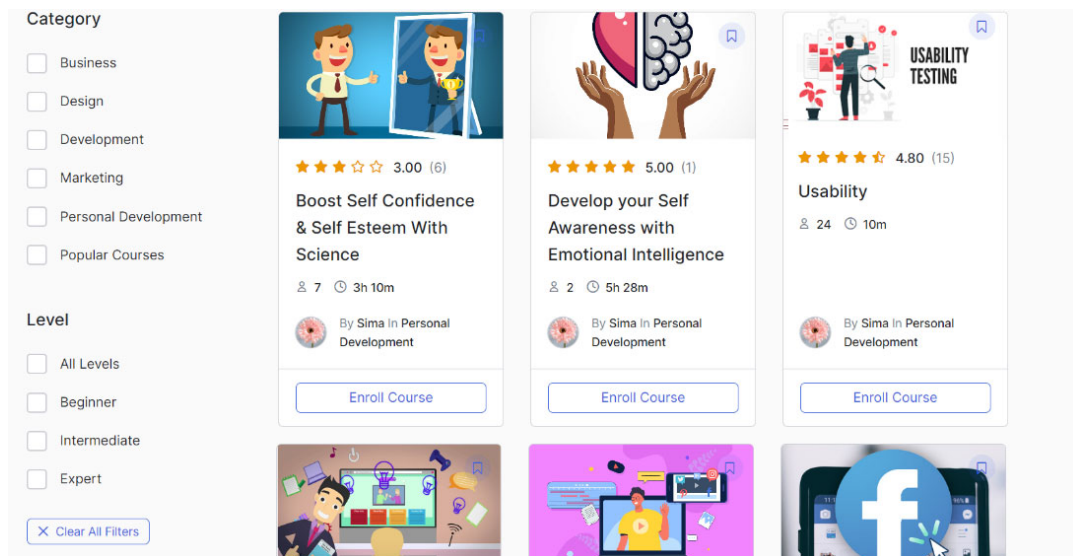 Category
Business
Design
Development
Marketing
Personal Development
Popular Courses
Level
All Levels
Beginner
Intermediate
Expert
Clear All Filters
3.00 (6)
Boost Self Confidence
& Self Esteem With
Science
7 3h 10m
By Sima In Personal
Development
Enroll Course
5.00 (1)
Develop your Self
Awareness with
Emotional Intelligence
2 5h 28m
By Sima In Personal
Development
Enroll Course
USABILITY
TESTING
4.80 (15)
Usability
24 10m
By Sima In Personal
Development
Enroll Course
f